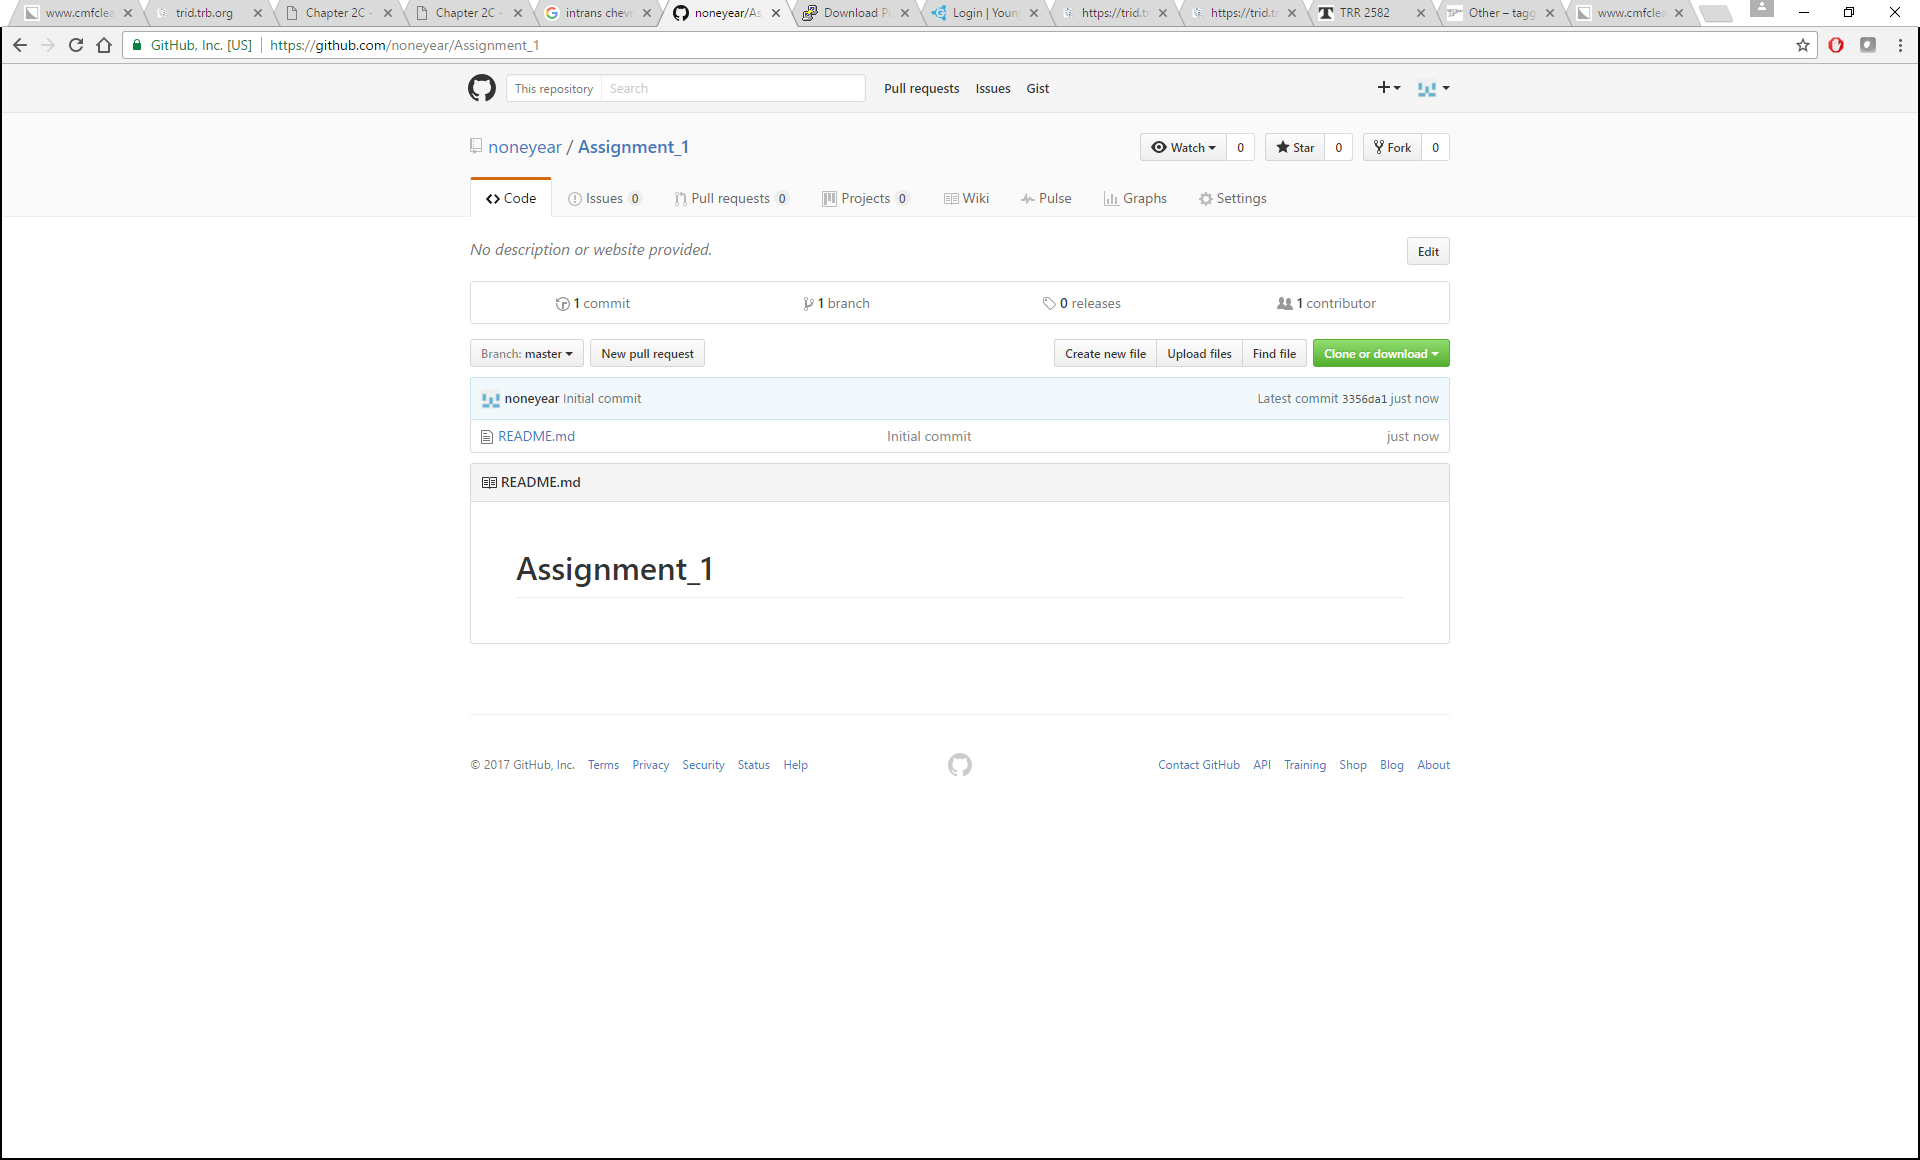 www.cmfclea
trid.trb.org
Chapter 2C -
Chapter 2C -
intrans chev
noneyear/As
Download Pu
Login | Youn
https://trid.t
https://trid.t
TRR 2582
Other – tagg
www.cmfclea
GitHub, Inc. [US] https://github.com/noneyear/Assignment_1
This repository Search Pull requests Issues Gist
noneyear / Assignment_1 Watch 0 Star 0 Fork 0
Code Issues 0 Pull requests 0 Projects 0 Wiki Pulse Graphs Settings
No description or website provided. Edit
1 commit 1 branch 0 releases 1 contributor
Branch: master New pull request Create new file Upload files Find file Clone or download
noneyear Initial commit Latest commit 3356da1 just now
README.md Initial commit just now
README.md
Assignment_1
© 2017 GitHub, Inc. Terms Privacy Security Status Help Contact GitHub API Training Shop Blog About